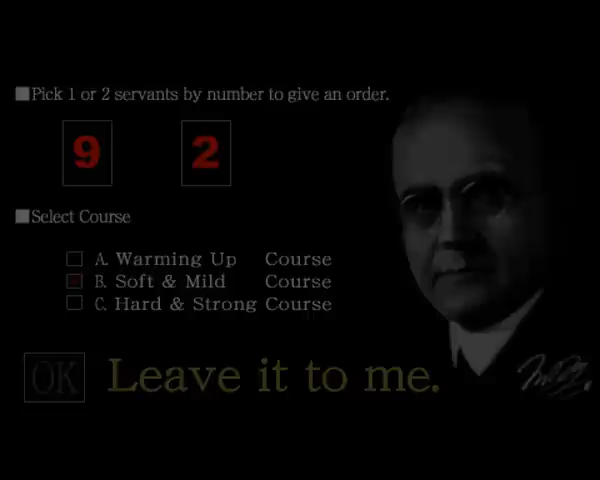 ■Pick 1 or 2 servants by number to give an order.
9 2
■Select Course
A. Warming Up Course
B. Soft & Mild Course
C. Hard & Strong Course
OK Leave it to me.